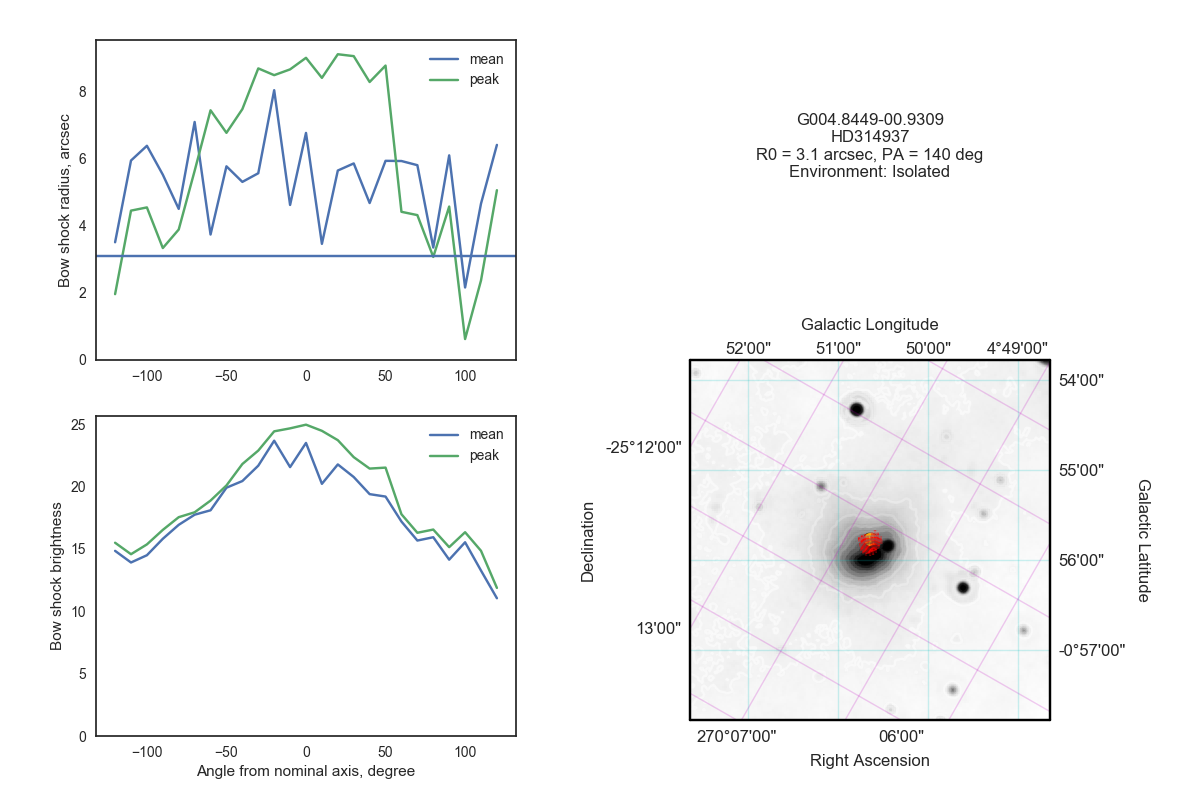 mean
peak
8
6
4
2
0
−100
−50
0
50
100
Bow shock radius, arcsec
mean
peak
25
20
15
10
5
0
−100
−50
0
50
100
Bow shock brightness
Angle from nominal axis, degree
G004.8449-00.9309
HD314937
R0 = 3.1 arcsec, PA = 140 deg
Environment: Isolated
Galactic Longitude
52'00" 51'00" 50'00" 4°49'00"
54'00"
55'00"
56'00"
-0°57'00"
Galactic Latitude
-25°12'00"
13'00"
Declination
270°07'00" 06'00"
Right Ascension